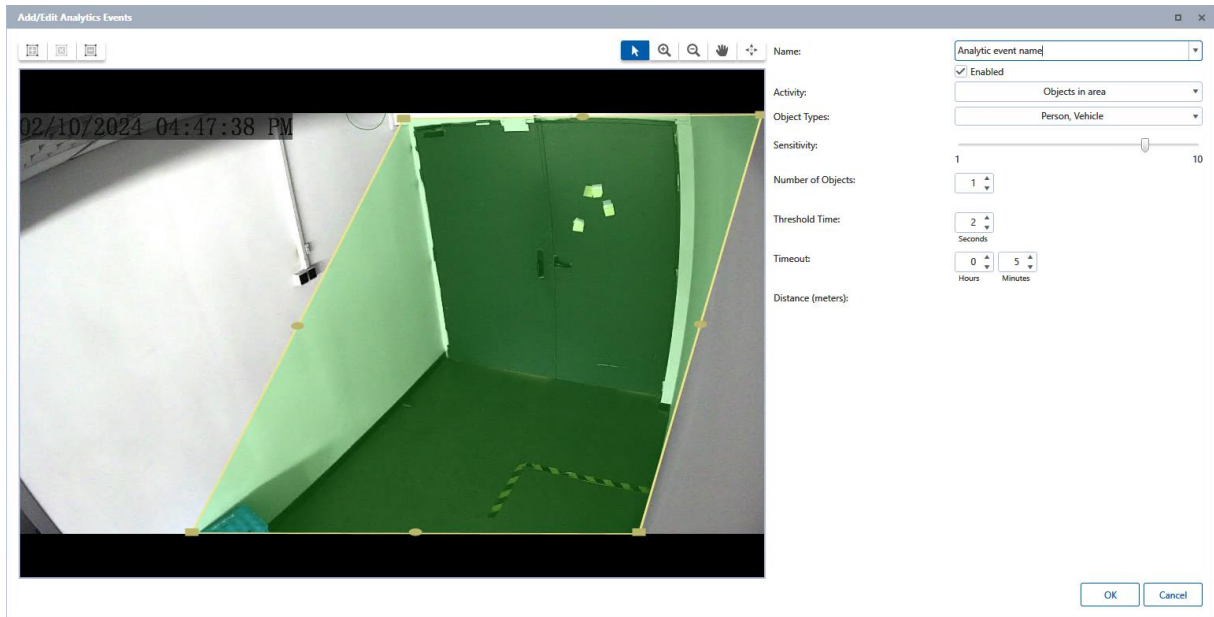 Add/Edit Analytics Events
02/10/2024 04:47:38 PM
Name:
Analytic event name
Enabled
Activity:
Objects in area
Object Types:
Person, Vehicle
Sensitivity:
1
10
Number of Objects:
1
Threshold Time:
2
Seconds
Timeout:
0
5
Hours
Minutes
Distance (meters):
OK
Cancel